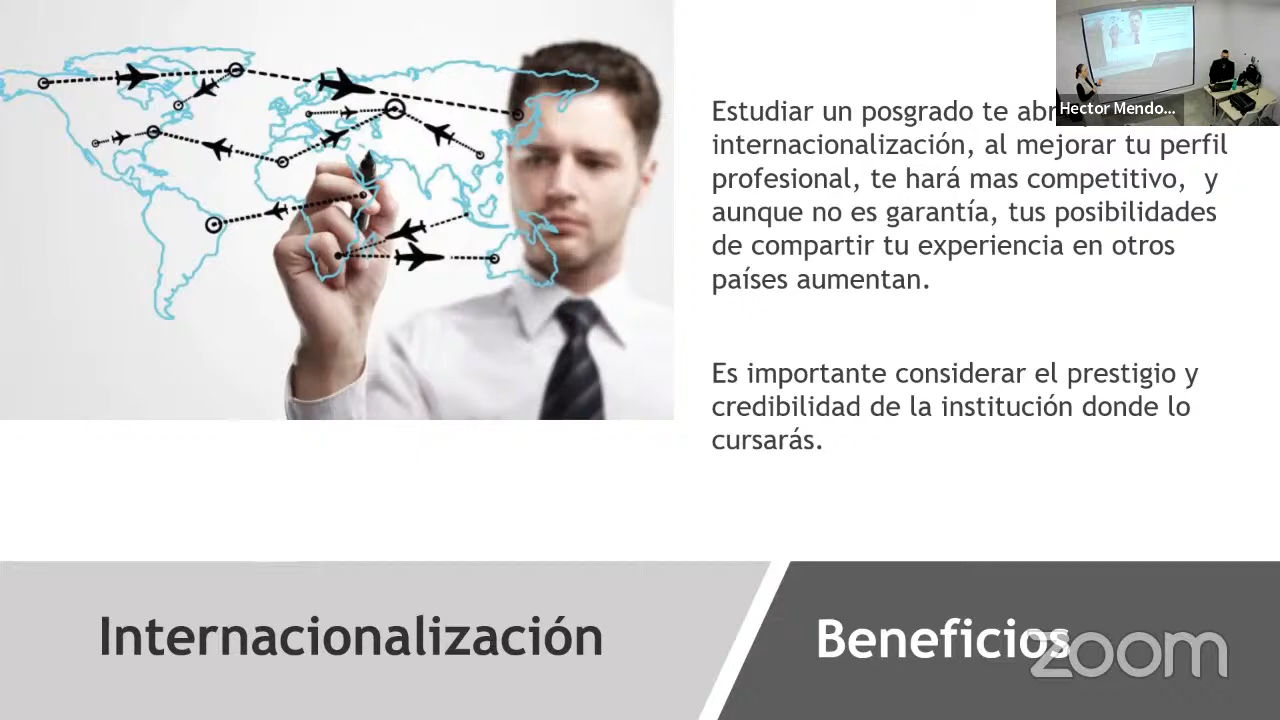 Estudiar un posgrado te
internacionalización, al mejorar tu perfil
profesional, te hará mas competitivo, y
aunque no es garantía, tus posibilidades
de compartir tu experiencia en otros
países aumentan.
Es importante considerar el prestigio y
credibilidad de la institución donde lo
cursarás.
Hector Mendo...
Internacionalización
Beneficios
zoom